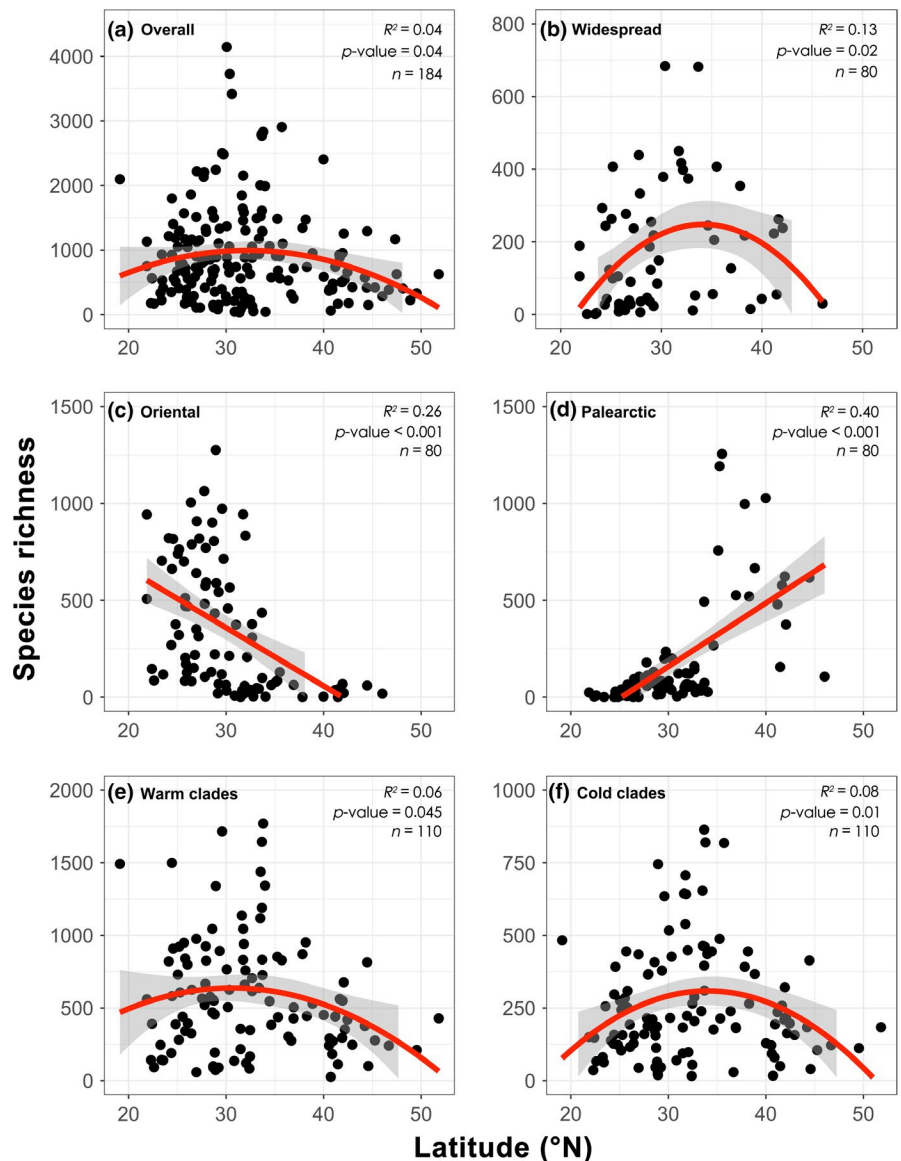 (a) Overall
R² = 0.04
p-value = 0.04
n = 184
4000
3000
2000
1000
0
20 30 40 50
(b) Widespread
R² = 0.13
p-value = 0.02
n = 80
800
600
400
200
0
20 30 40 50
(c) Oriental
R² = 0.26
p-value < 0.001
n = 80
1500
1000
500
0
20 30 40 50
(d) Palearctic
R² = 0.40
p-value < 0.001
n = 80
1500
1000
500
0
20 30 40 50
Species richness
(e) Warm clades
R² = 0.06
p-value = 0.045
n = 110
2000
1500
1000
500
0
20 30 40 50
(f) Cold clades
R² = 0.08
p-value = 0.01
n = 110
1000
750
500
250
0
20 30 40 50
Latitude (°N)